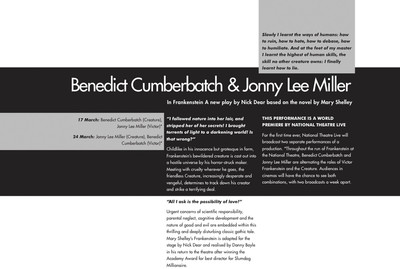 Slowly I learnt the ways of humans: how
to ruin, how to hate, how to debase, how
to humiliate. And at the feet of my master
I learnt the highest of human skills, the
skill no other creature owns: I finally
learnt how to lie.
Benedict Cumberbatch & Jonny Lee Miller
In Frankenstein A new play by Nick Dear based on the novel by Mary Shelley
17 March: Benedict Cumberbatch (Creature),
Jonny Lee Miller (Victor)*
24 March: Jonny Lee Miller (Creature), Benedict
Cumberbatch (Victor)*
"I followed nature into her lair, and
stripped her of her secrets! I brought
torrents of light to a darkening world! Is
that wrong?"
Childlike in his innocence but grotesque in form,
Frankenstein's bewildered creature is cast out into
a hostile universe by his horror-struck maker.
Meeting with cruelty wherever he goes, the
friendless Creature, increasingly desperate and
vengeful, determines to track down his creator
and strike a terrifying deal.
THIS PERFORMANCE IS A WORLD
PREMIERE BY NATIONAL THEATRE LIVE
For the first time ever, National Theatre Live will
broadcast two separate performances of a
production. *Throughout the run of Frankenstein at
the National Theatre, Benedict Cumberbatch and
Jonny Lee Miller are alternating the roles of Victor
Frankenstein and the Creature. Audiences in
cinemas will have the chance to see both
combinations, with two broadcasts a week apart.
"All I ask is the possibility of love!"
Urgent concerns of scientific responsibility,
parental neglect, cognitive development and the
nature of good and evil are embedded within this
thrilling and deeply disturbing classic gothic tale.
Mary Shelley's Frankenstein is adapted for the
stage by Nick Dear and realised by Danny Boyle
in his return to the theatre after winning the
Academy Award for best director for Slumdog
Millionaire.